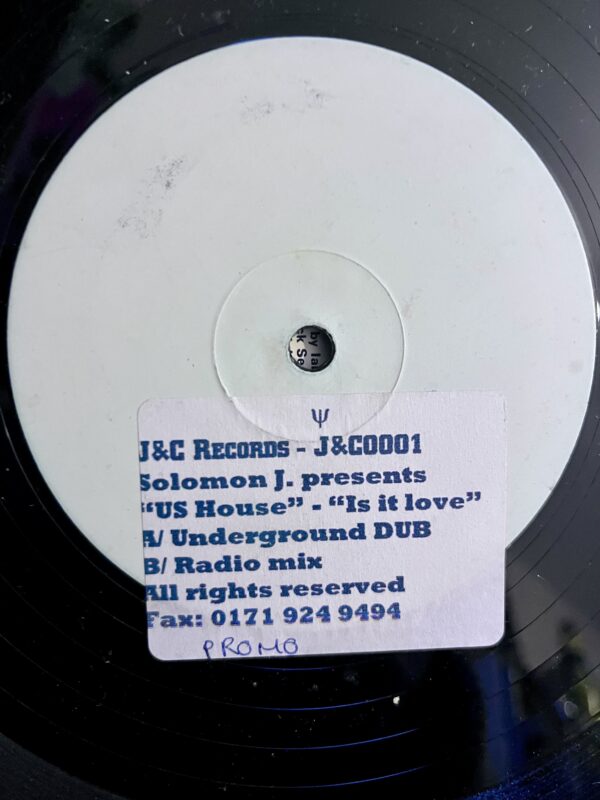 Ψ
J&C Records - J&C0001
Solomon J. presents
“US House” - “Is it love”
A/ Underground DUB
B/ Radio mix
All rights reserved
Fax: 0171 924 9494
PROMO